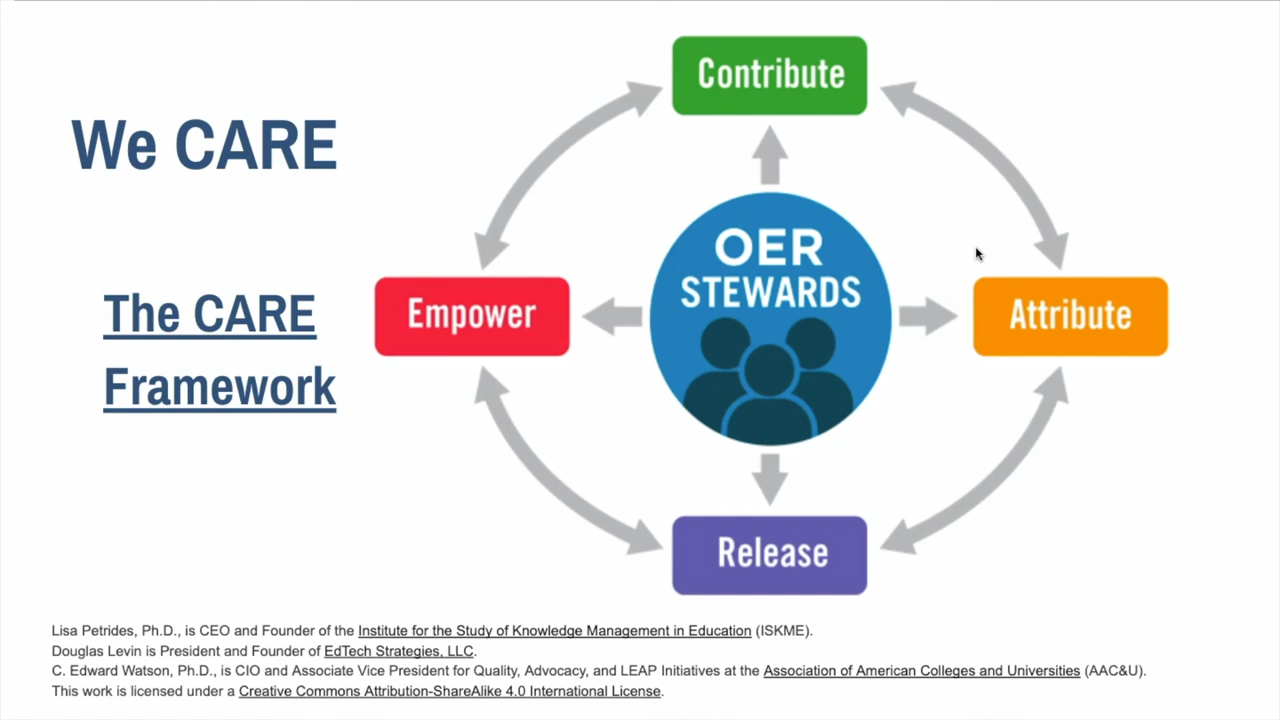 We CARE
The CARE
Framework
Contribute
OER
STEWARDS
Empower
Attribute
Release
Lisa Petrides, Ph.D., is CEO and Founder of the Institute for the Study of Knowledge Management in Education (ISKME).
Douglas Levin is President and Founder of EdTech Strategies, LLC.
C. Edward Watson, Ph.D., is CIO and Associate Vice President for Quality, Advocacy, and LEAP Initiatives at the Association of American Colleges and Universities (AAC&U).
This work is licensed under a Creative Commons Attribution-ShareAlike 4.0 International License.